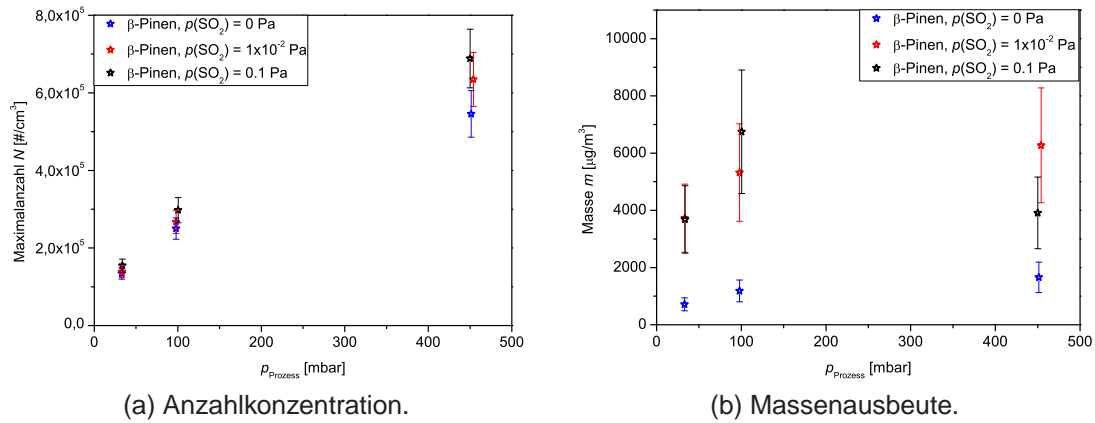 8,0x10⁵
6,0x10⁵
4,0x10⁵
2,0x10⁵
0,0
Maximalanzahl N [#/cm³]
β-Pinen, p(SO₂) = 0 Pa
β-Pinen, p(SO₂) = 1x10⁻² Pa
β-Pinen, p(SO₂) = 0.1 Pa
0 100 200 300 400 500
p_Prozess [mbar]
(a) Anzahlkonzentration.
10000
8000
6000
4000
2000
0
Masse m [µg/m³]
β-Pinen, p(SO₂) = 0 Pa
β-Pinen, p(SO₂) = 1x10⁻² Pa
β-Pinen, p(SO₂) = 0.1 Pa
0 100 200 300 400 500
p_Prozess [mbar]
(b) Massenausbeute.